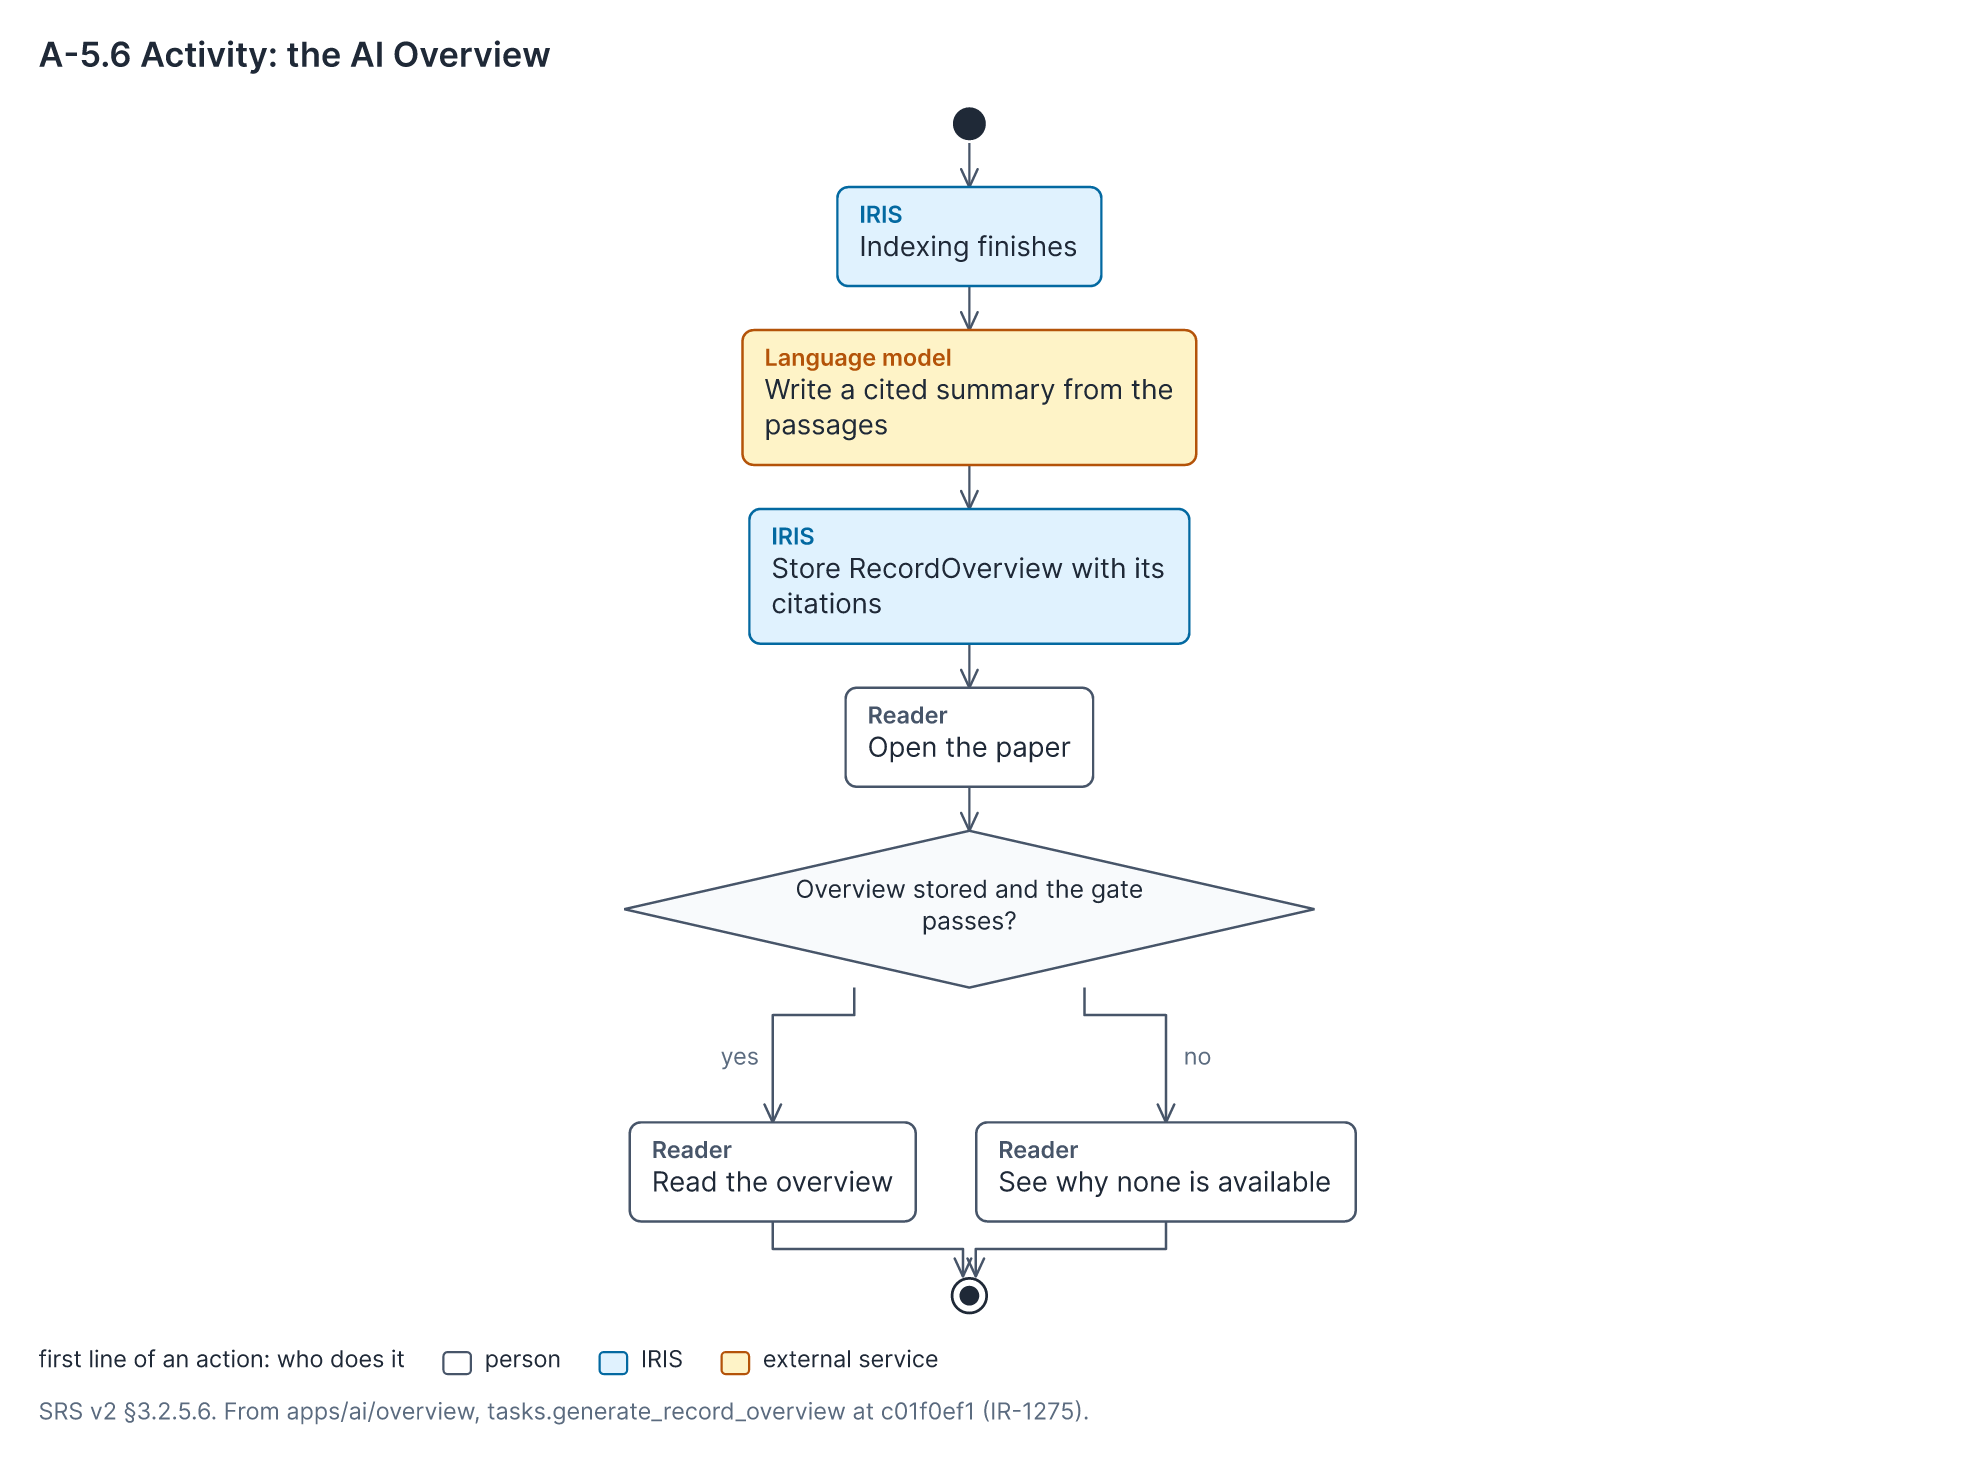 A-5.6 Activity: the AI Overview
IRIS
Indexing finishes
Language model
Write a cited summary from the
passages
IRIS
Store RecordOverview with its
citations
Reader
Open the paper
Overview stored and the gate
passes?
yes
no
Reader
Read the overview
Reader
See why none is available
first line of an action: who does it
person
IRIS
external service
SRS v2 §3.2.5.6. From apps/ai/overview, tasks.generate_record_overview at c01f0ef1 (IR-1275).